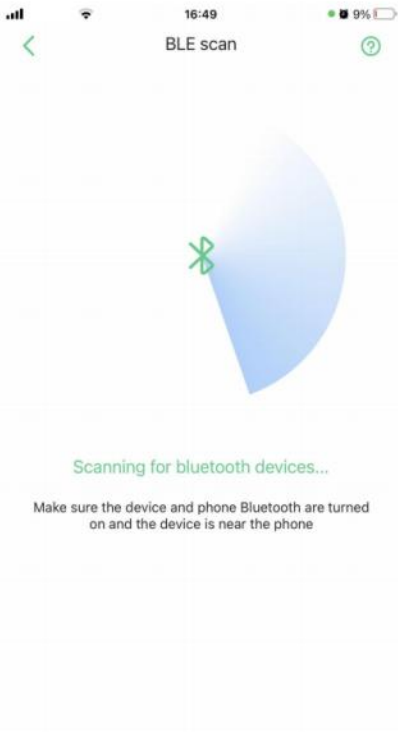 16:49
9%
BLE scan
Scanning for bluetooth devices...
Make sure the device and phone Bluetooth are turned
on and the device is near the phone